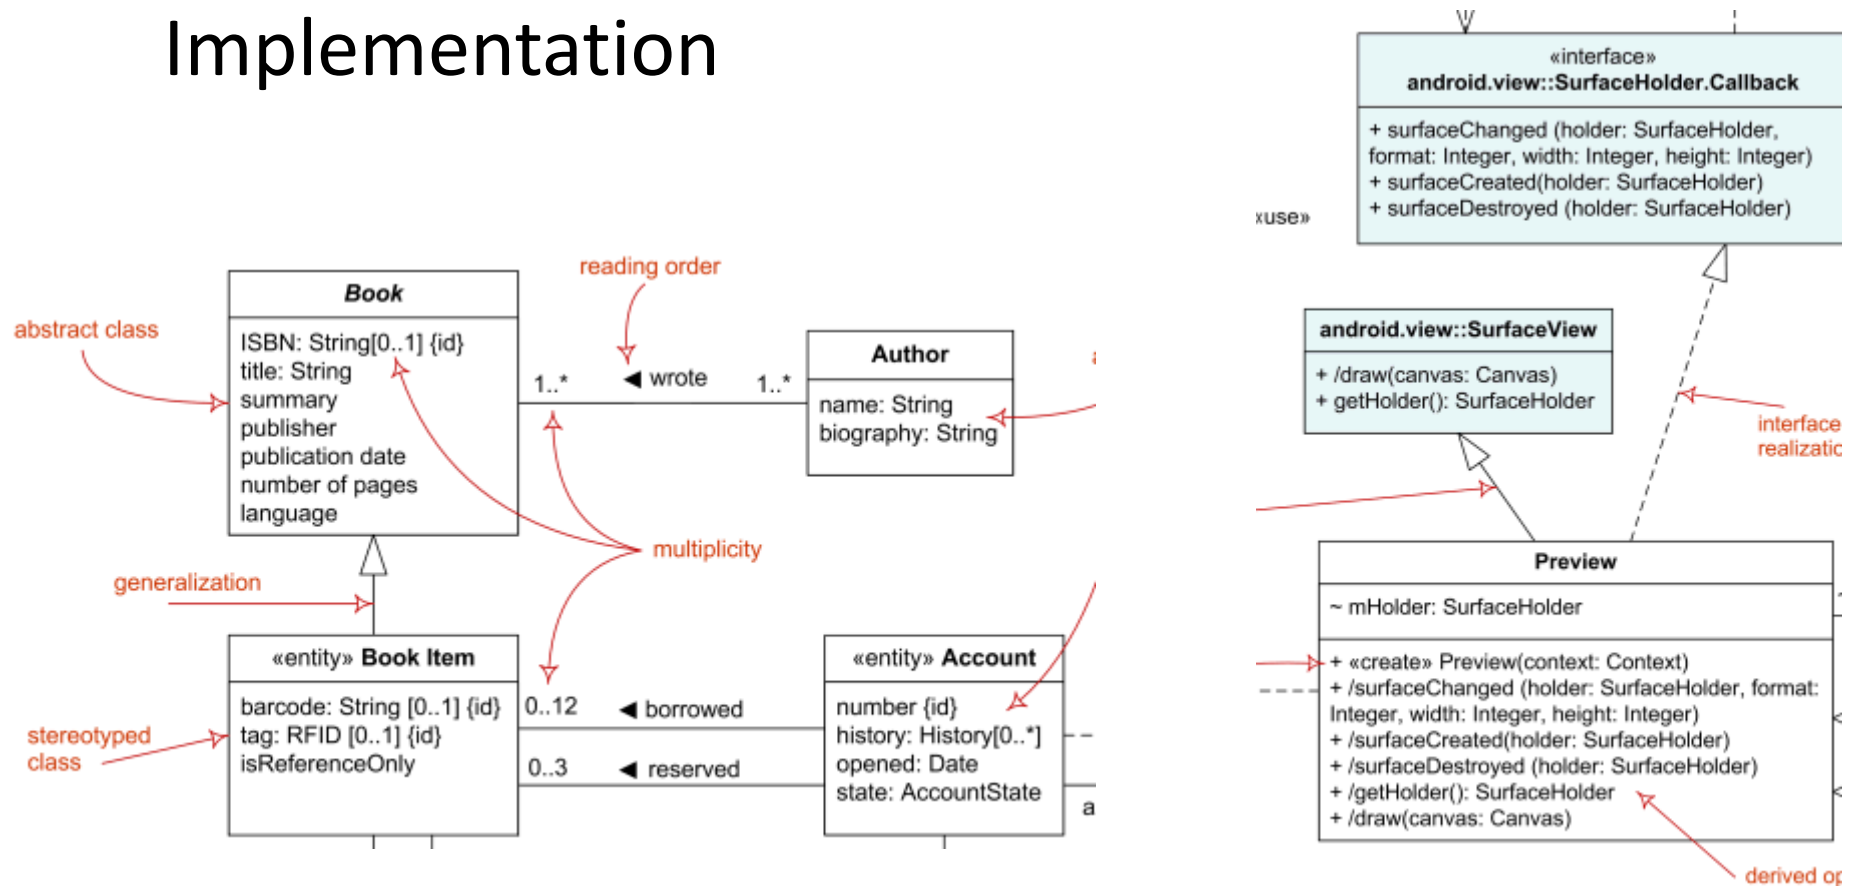 Implementation
reading order
abstract class
Book
ISBN: String[0..1] {id}
title: String
summary
publisher
publication date
number of pages
language
1..*
◀ wrote
1..*
Author
name: String
biography: String
multiplicity
generalization
«entity» Book Item
barcode: String [0..1] {id}
tag: RFID [0..1] {id}
isReferenceOnly
stereotyped
class
0..12
◀ borrowed
0..3
◀ reserved
«entity» Account
number {id}
history: History[0..*]
opened: Date
state: AccountState
a
«interface»
android.view::SurfaceHolder.Callback
+ surfaceChanged (holder: SurfaceHolder,
format: Integer, width: Integer, height: Integer)
+ surfaceCreated(holder: SurfaceHolder)
+ surfaceDestroyed (holder: SurfaceHolder)
«use»
android.view::SurfaceView
+ /draw(canvas: Canvas)
+ getHolder(): SurfaceHolder
interface
realizatio
Preview
~ mHolder: SurfaceHolder
+ «create» Preview(context: Context)
+ /surfaceChanged (holder: SurfaceHolder, format:
Integer, width: Integer, height: Integer)
+ /surfaceCreated(holder: SurfaceHolder)
+ /surfaceDestroyed (holder: SurfaceHolder)
+ /getHolder(): SurfaceHolder
+ /draw(canvas: Canvas)
derived op